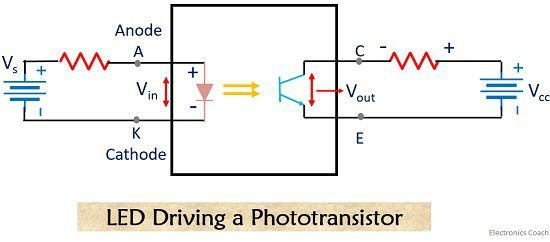 Anode
A
C
- +
Vs
+
-
Vin
+
-
Vout
+
-
Vcc
K
Cathode
E
LED Driving a Phototransistor
Electronics Coach